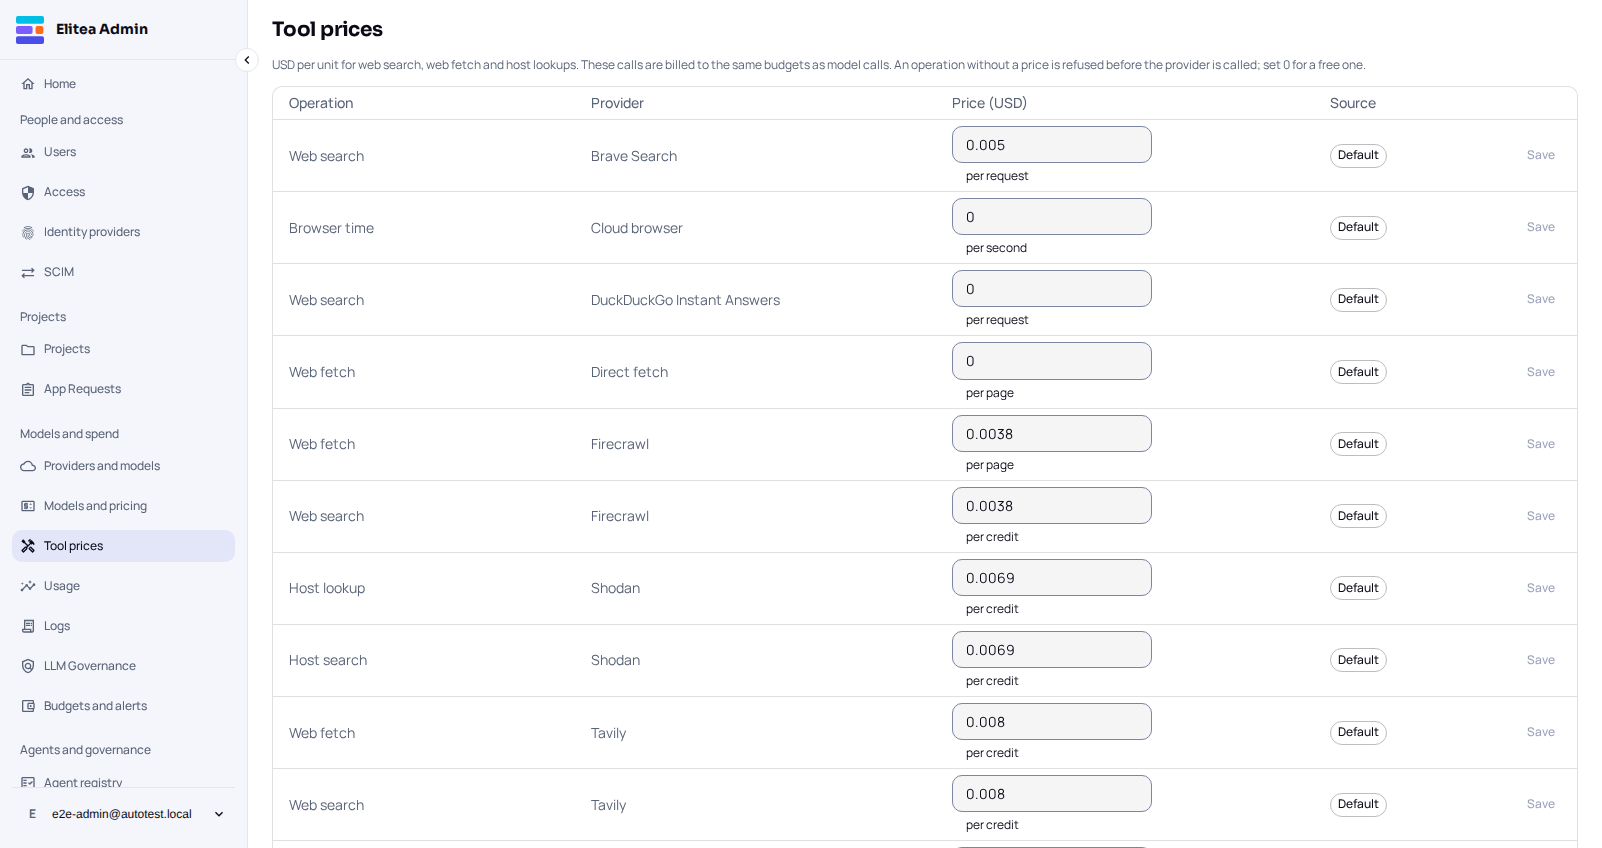 Elitea Admin
Home
People and access
Users
Access
Identity providers
SCIM
Projects
Projects
App Requests
Models and spend
Providers and models
Models and pricing
Tool prices
Usage
Logs
LLM Governance
Budgets and alerts
Agents and governance
Agent registry
E e2e-admin@autotest.local
Tool prices
USD per unit for web search, web fetch and host lookups. These calls are billed to the same budgets as model calls. An operation without a price is refused before the provider is called; set 0 for a free one.
Operation Provider Price (USD) Source
Web search Brave Search 0.005 Default Save
per request
Browser time Cloud browser 0 Default Save
per second
Web search DuckDuckGo Instant Answers 0 Default Save
per request
Web fetch Direct fetch 0 Default Save
per page
Web fetch Firecrawl 0.0038 Default Save
per page
Web search Firecrawl 0.0038 Default Save
per credit
Host lookup Shodan 0.0069 Default Save
per credit
Host search Shodan 0.0069 Default Save
per credit
Web fetch Tavily 0.008 Default Save
per credit
Web search Tavily 0.008 Default Save
per credit